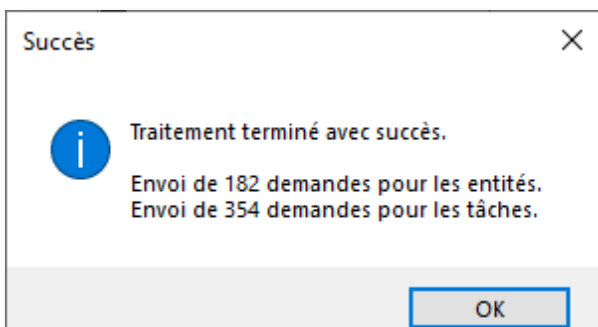 Succès
Traitement terminé avec succès.
Envoi de 182 demandes pour les entités.
Envoi de 354 demandes pour les tâches.
OK